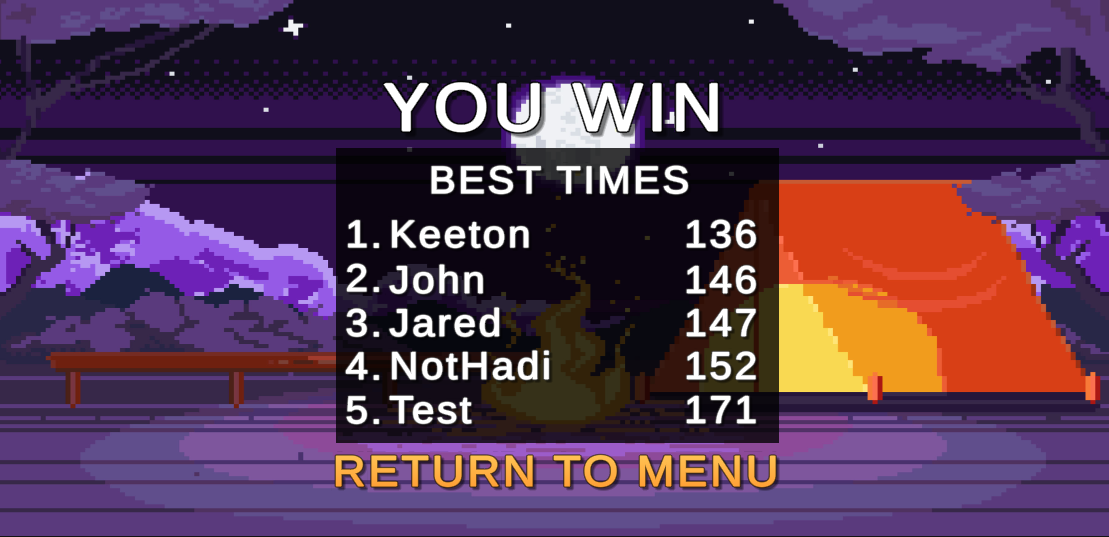 YOU WIN
BEST TIMES
1. Keeton 136
2. John 146
3. Jared 147
4. NotHadi 152
5. Test 171
RETURN TO MENU